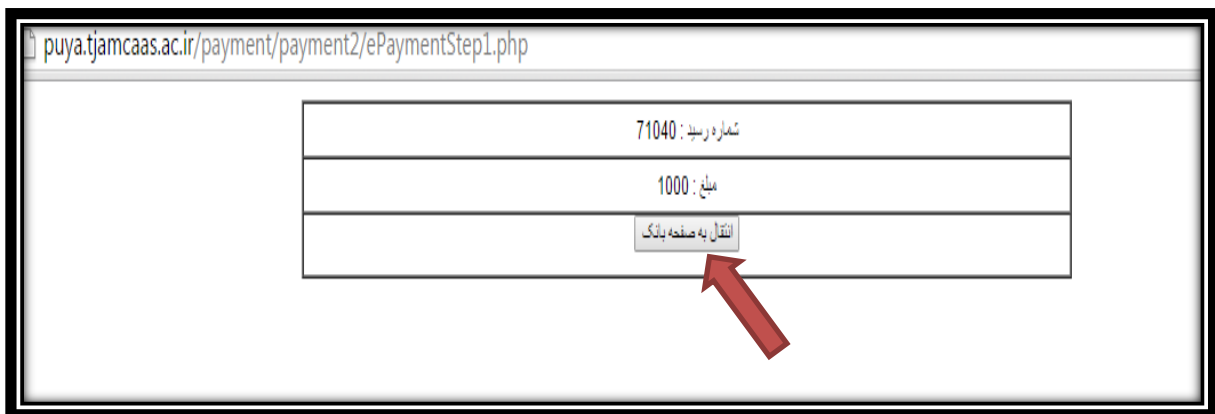 puya.tjamcaas.ac.ir/payment/payment2/ePaymentStep1.php
شماره رسید : 71040
مبلغ : 1000
انتقال به صفحه بانک